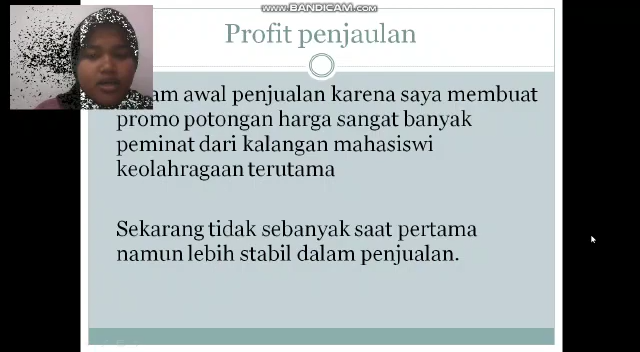 WWW.BANDICAM.COM
Profit penjaulan
am awal penjualan karena saya membuat
promo potongan harga sangat banyak
peminat dari kalangan mahasiswi
keolahragaan terutama
Sekarang tidak sebanyak saat pertama
namun lebih stabil dalam penjualan.